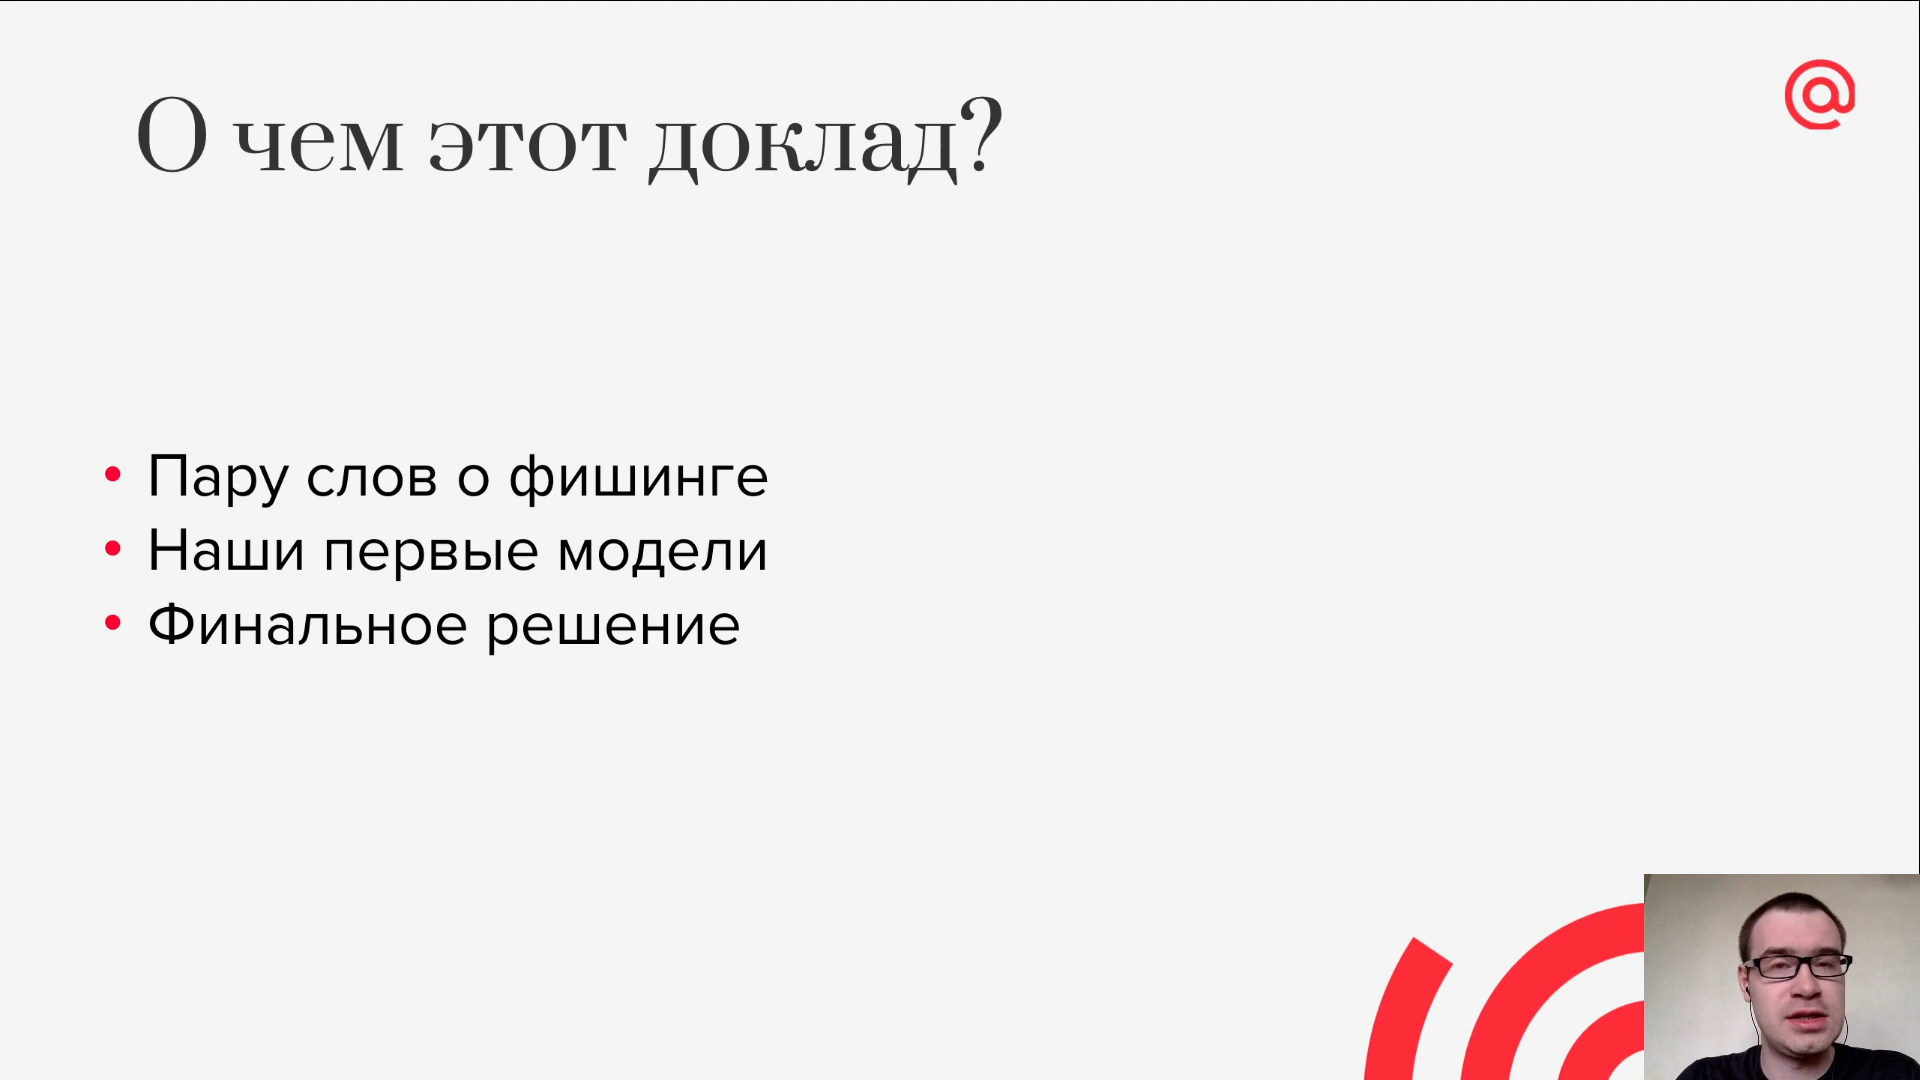 О чем этот доклад?
• Пару слов о фишинге
• Наши первые модели
• Финальное решение